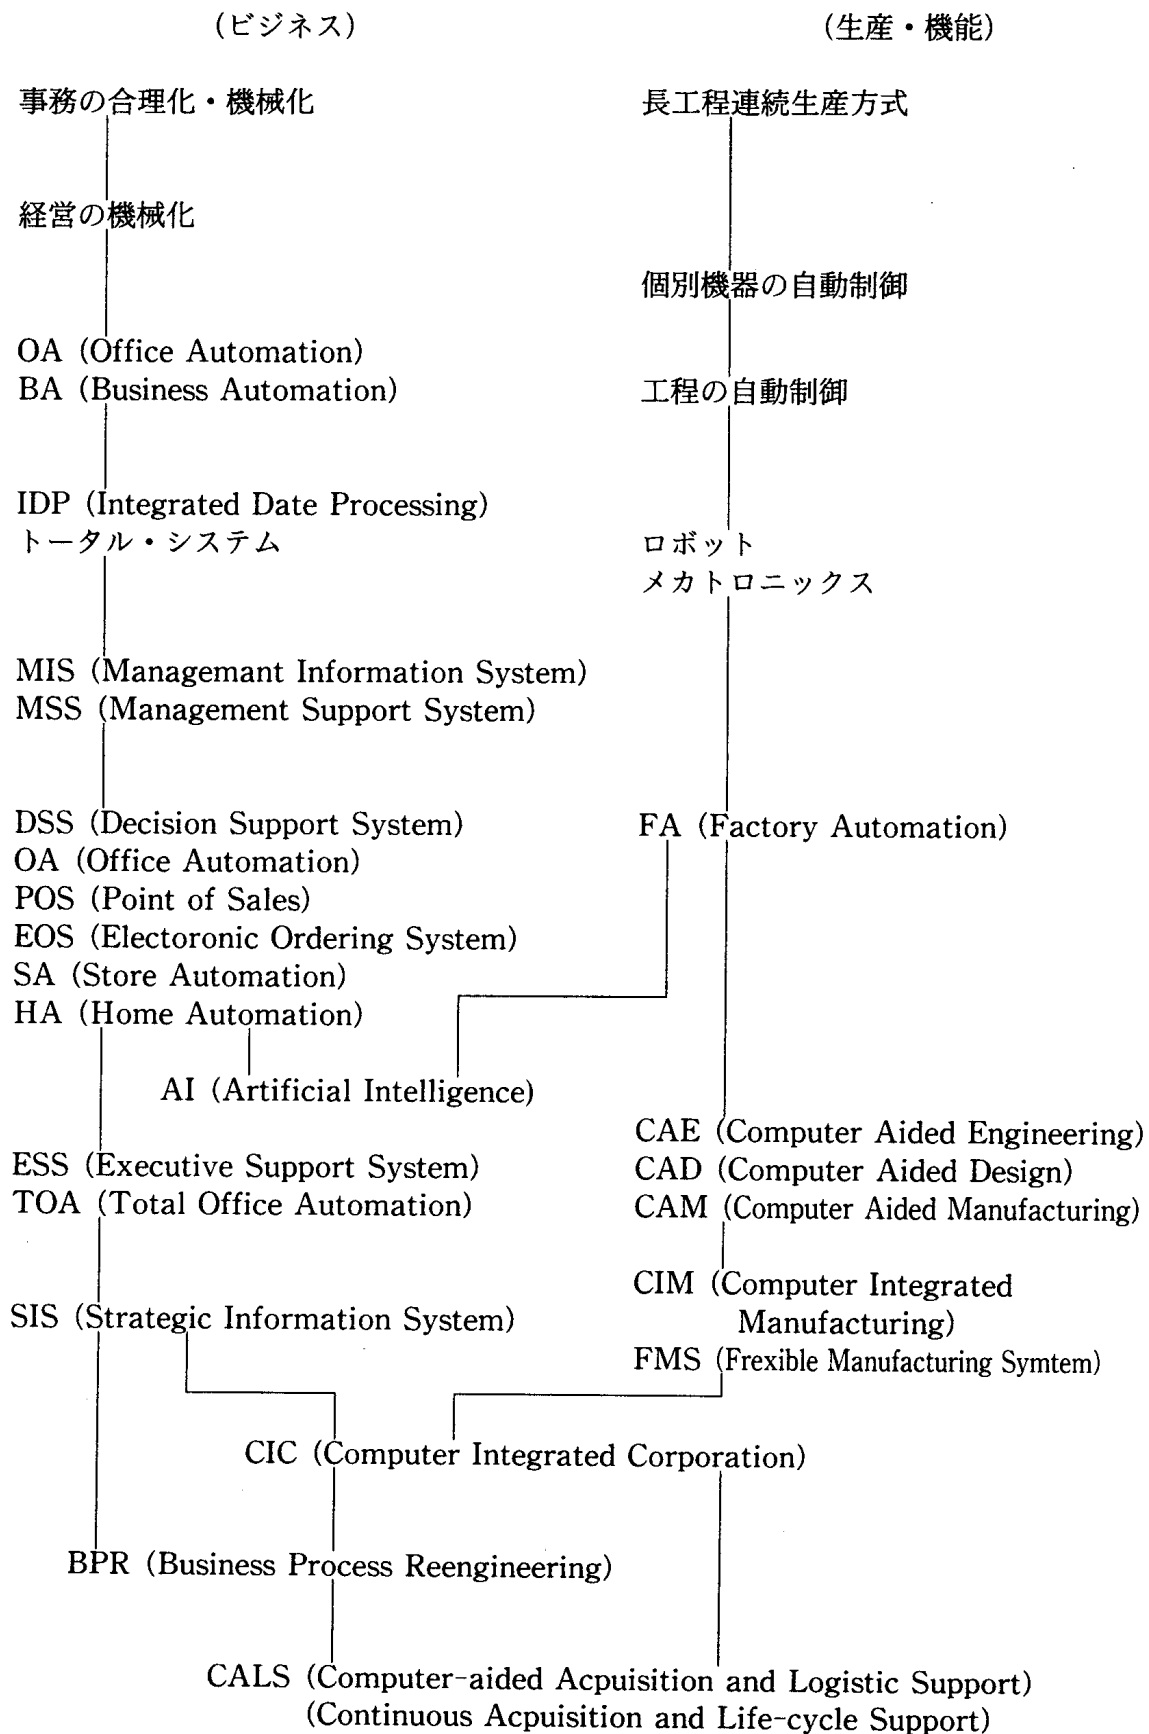 (ビジネス)
(生産・機能)
事務の合理化・機械化
長工程連続生産方式
経営の機械化
個別機器の自動制御
OA (Office Automation)
BA (Business Automation)
工程の自動制御
IDP (Integrated Date Processing)
トータル・システム
ロボット
メカトロニックス
MIS (Managemant Information System)
MSS (Management Support System)
DSS (Decision Support System)
FA (Factory Automation)
OA (Office Automation)
POS (Point of Sales)
EOS (Electoronic Ordering System)
SA (Store Automation)
HA (Home Automation)
AI (Artificial Intelligence)
CAE (Computer Aided Engineering)
ESS (Executive Support System)
CAD (Computer Aided Design)
TOA (Total Office Automation)
CAM (Computer Aided Manufacturing)
CIM (Computer Integrated
Manufacturing)
SIS (Strategic Information System)
FMS (Frexible Manufacturing Symtem)
CIC (Computer Integrated Corporation)
BPR (Business Process Reengineering)
CALS (Computer-aided Acpuisition and Logistic Support)
(Continuous Acpuisition and Life-cycle Support)